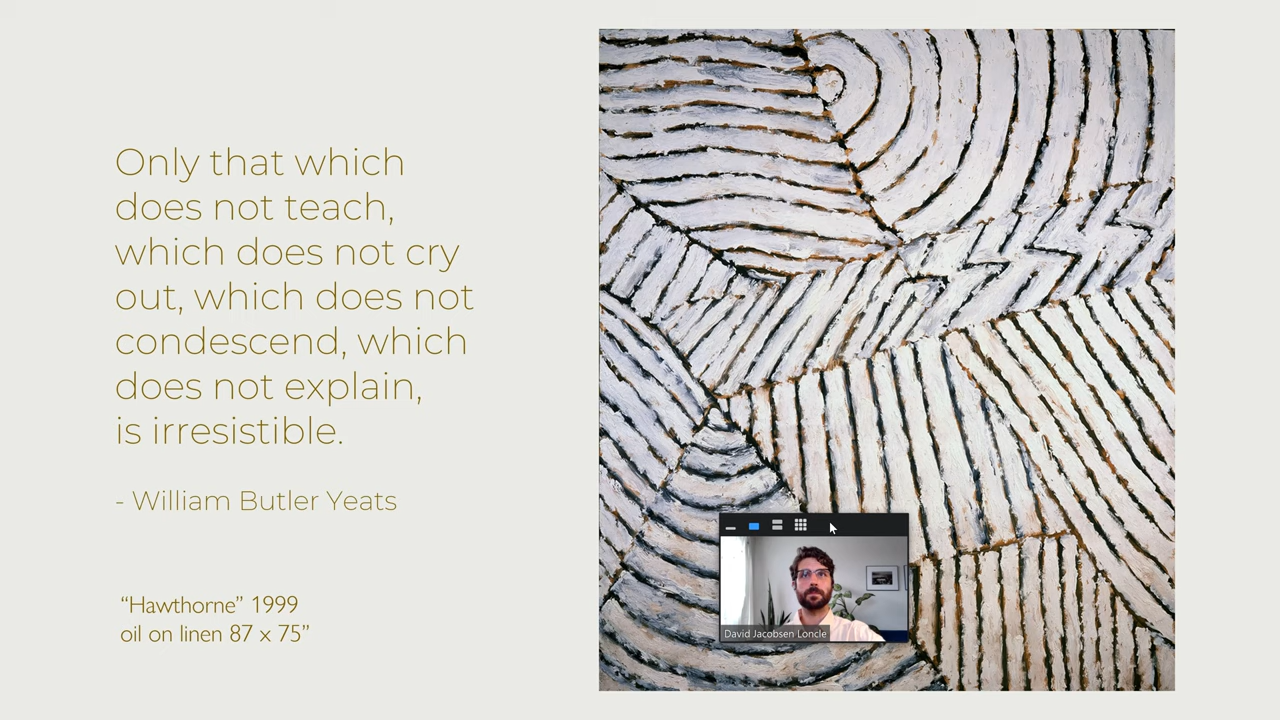 Only that which
does not teach,
which does not cry
out, which does not
condescend, which
does not explain,
is irresistible.
- William Butler Yeats
“Hawthorne” 1999
oil on linen 87 x 75”
David Jacobsen Loncle